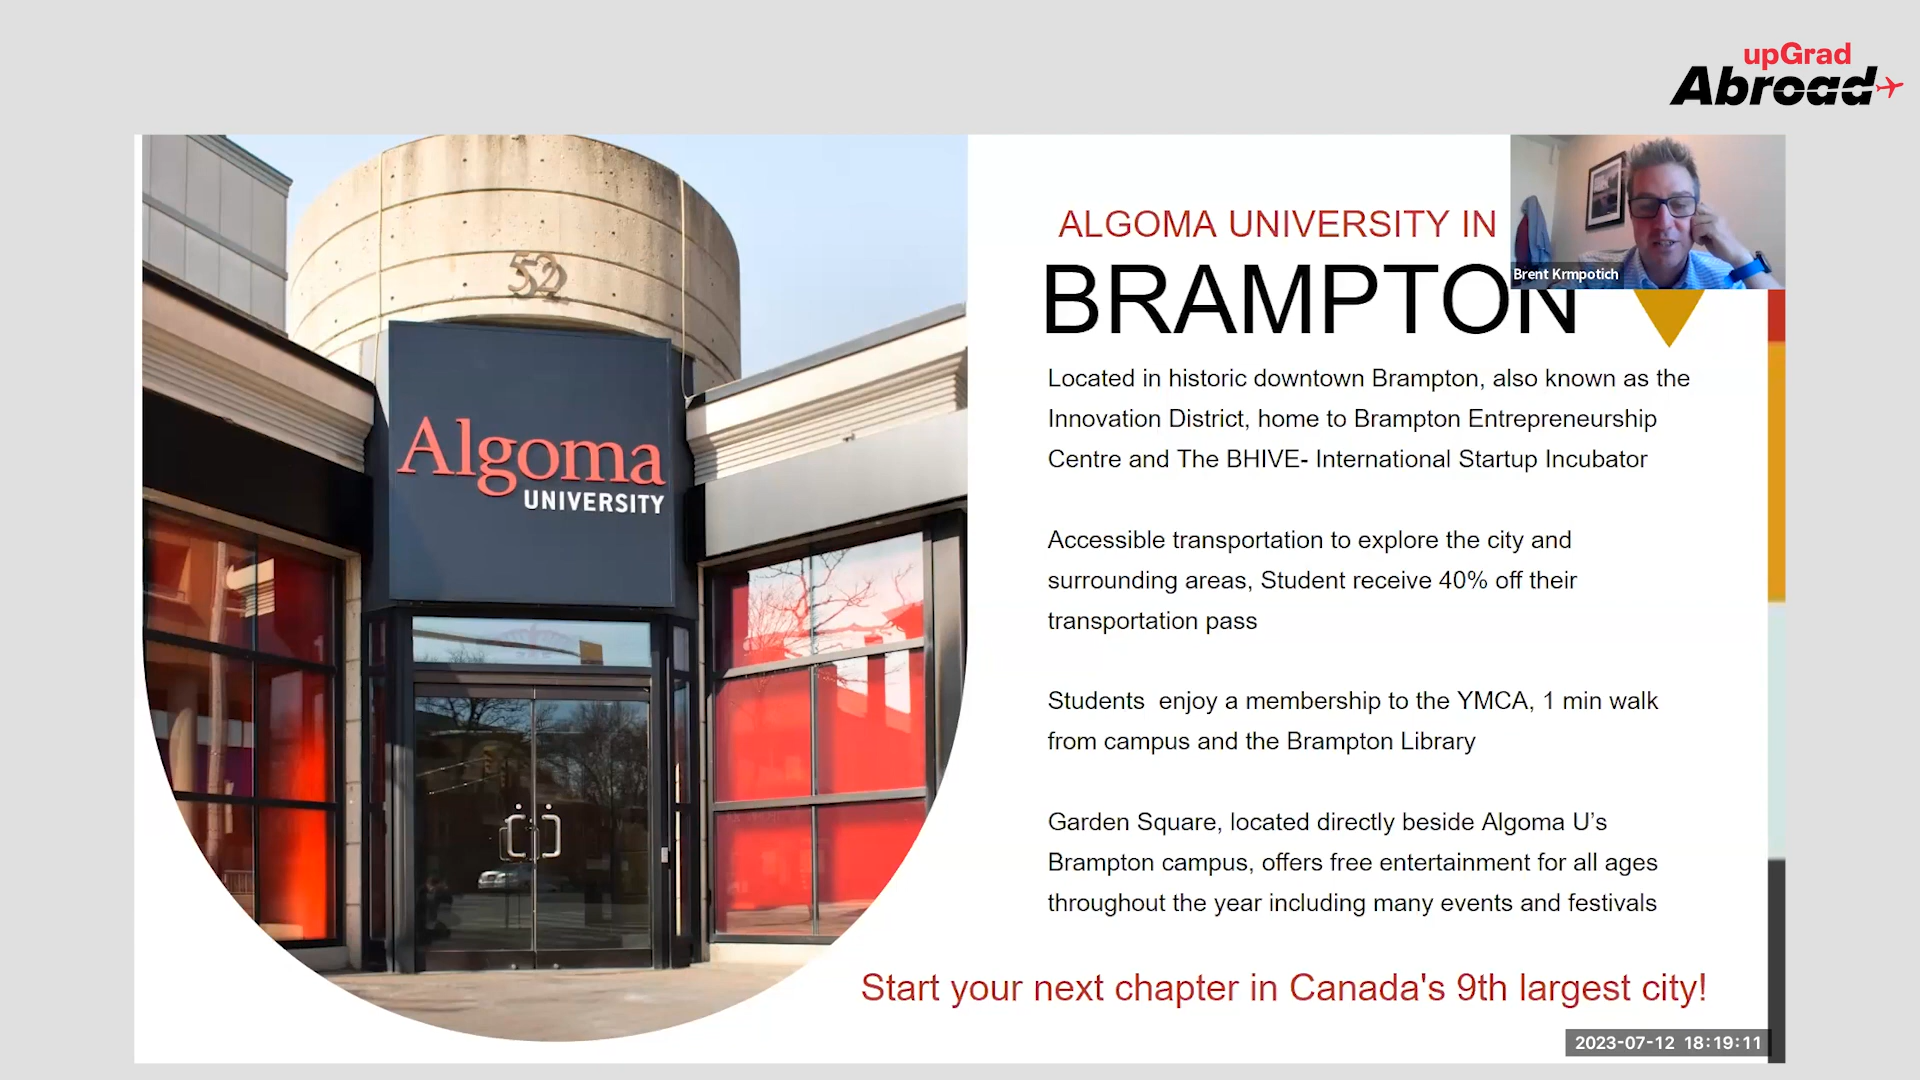 upGrad
Abroad
52
Algoma
UNIVERSITY
ALGOMA UNIVERSITY IN
BRAMPTON
Brent Krmpotich
Located in historic downtown Brampton, also known as the
Innovation District, home to Brampton Entrepreneurship
Centre and The BHIVE- International Startup Incubator
Accessible transportation to explore the city and
surrounding areas, Student receive 40% off their
transportation pass
Students  enjoy a membership to the YMCA, 1 min walk
from campus and the Brampton Library
Garden Square, located directly beside Algoma U’s
Brampton campus, offers free entertainment for all ages
throughout the year including many events and festivals
Start your next chapter in Canada's 9th largest city!
2023-07-12 18:19:11